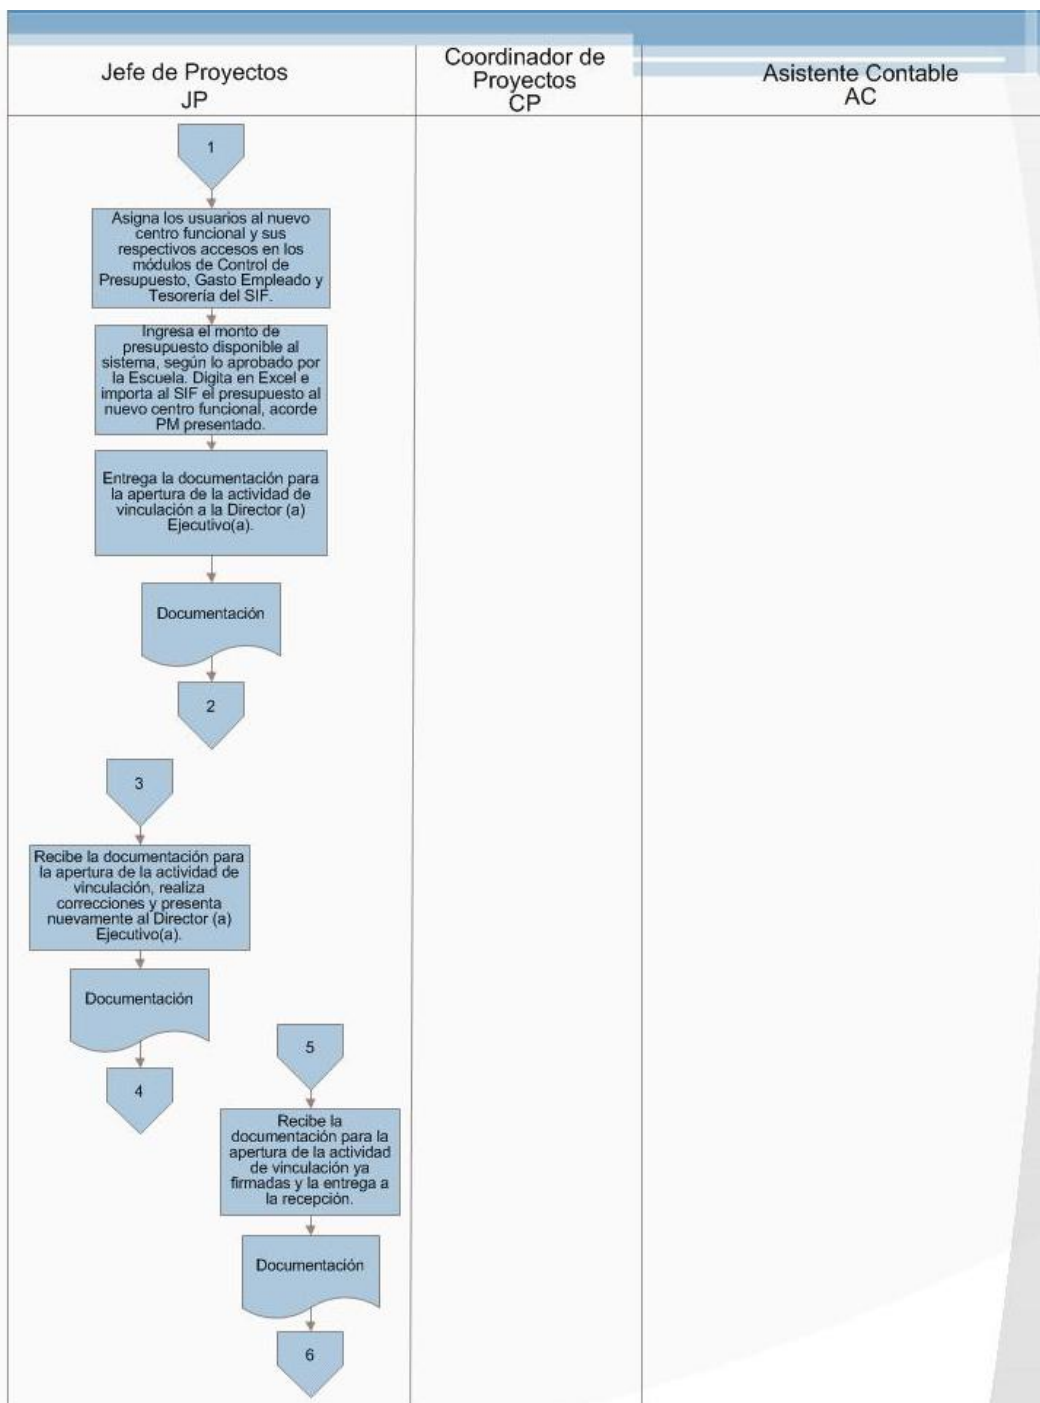 Jefe de Proyectos
JP
Coordinador de
Proyectos
CP
Asistente Contable
AC
1
Asigna los usuarios al nuevo
centro funcional y sus
respectivos accesos en los
módulos de Control de
Presupuesto, Gasto Empleado y
Tesorería del SIF.
Ingresa el monto de
presupuesto disponible al
sistema, según lo aprobado por
la Escuela. Digita en Excel e
importa al SIF el presupuesto al
nuevo centro funcional, acorde
PM presentado.
Entrega la documentación para
la apertura de la actividad de
vinculación a la Director (a)
Ejecutivo(a).
Documentación
2
3
Recibe la documentación para
la apertura de la actividad de
vinculación, realiza
correcciones y presenta
nuevamente al Director (a)
Ejecutivo(a).
Documentación
4
5
Recibe la
documentación para la
apertura de la actividad
de vinculación ya
firmadas y la entrega a
la recepción.
Documentación
6